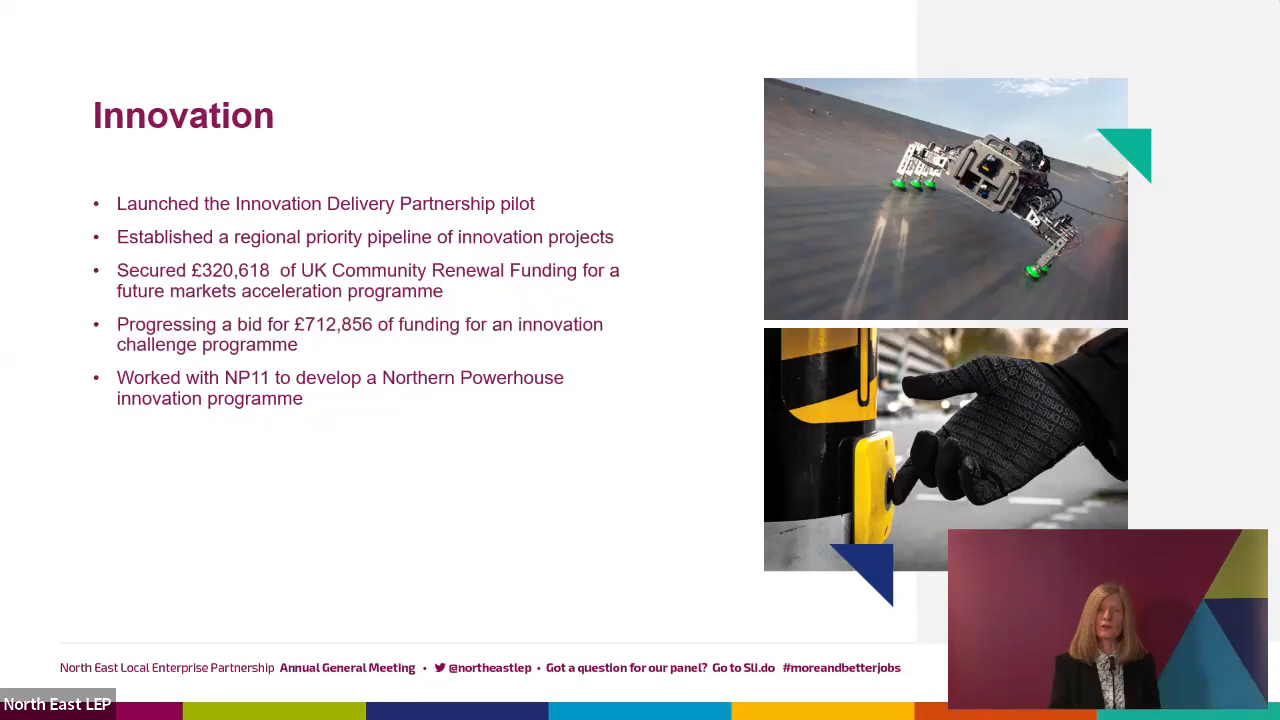 Innovation
• Launched the Innovation Delivery Partnership pilot
• Established a regional priority pipeline of innovation projects
• Secured £320,618  of UK Community Renewal Funding for a
future markets acceleration programme
• Progressing a bid for £712,856 of funding for an innovation
challenge programme
• Worked with NP11 to develop a Northern Powerhouse
innovation programme
North East Local Enterprise Partnership Annual General Meeting • @northeastlep • Got a question for our panel? Go to Sli.do #moreandbetterjobs
North East LEP